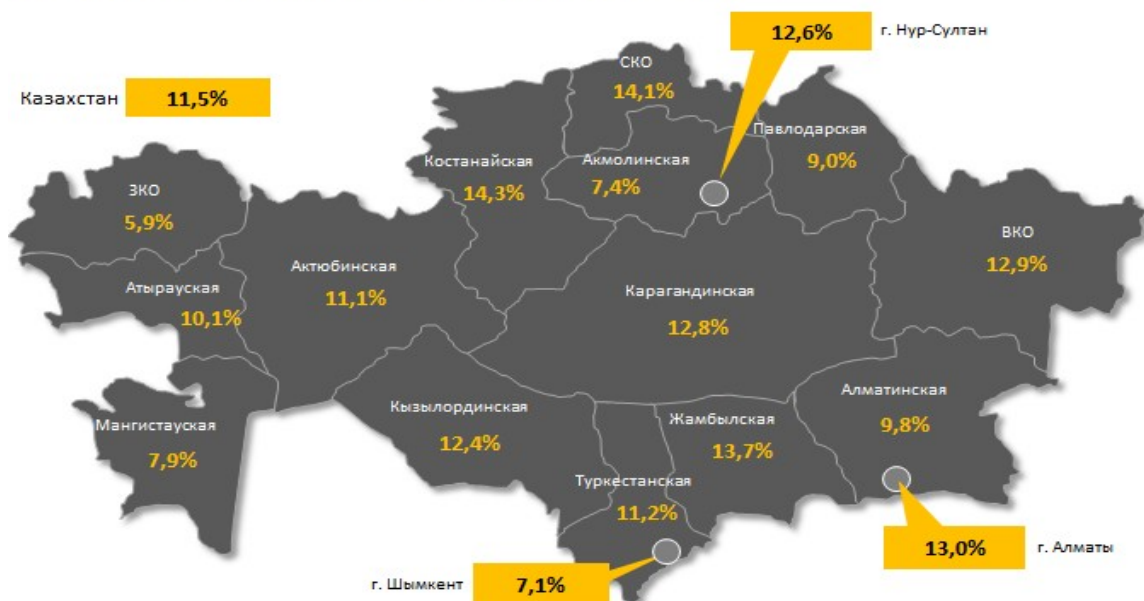 12,6%
г. Нур-Султан
СКО
14,1%
Казахстан
11,5%
Павлодарская
9,0%
Костанайская
14,3%
Акмолинская
7,4%
ЗКО
5,9%
ВКО
12,9%
Актюбинская
11,1%
Атырауская
10,1%
Карагандинская
12,8%
Алматинская
9,8%
Кызылординская
12,4%
Жамбылская
13,7%
Мангистауская
7,9%
Туркестанская
11,2%
13,0%
г. Алматы
г. Шымкент
7,1%